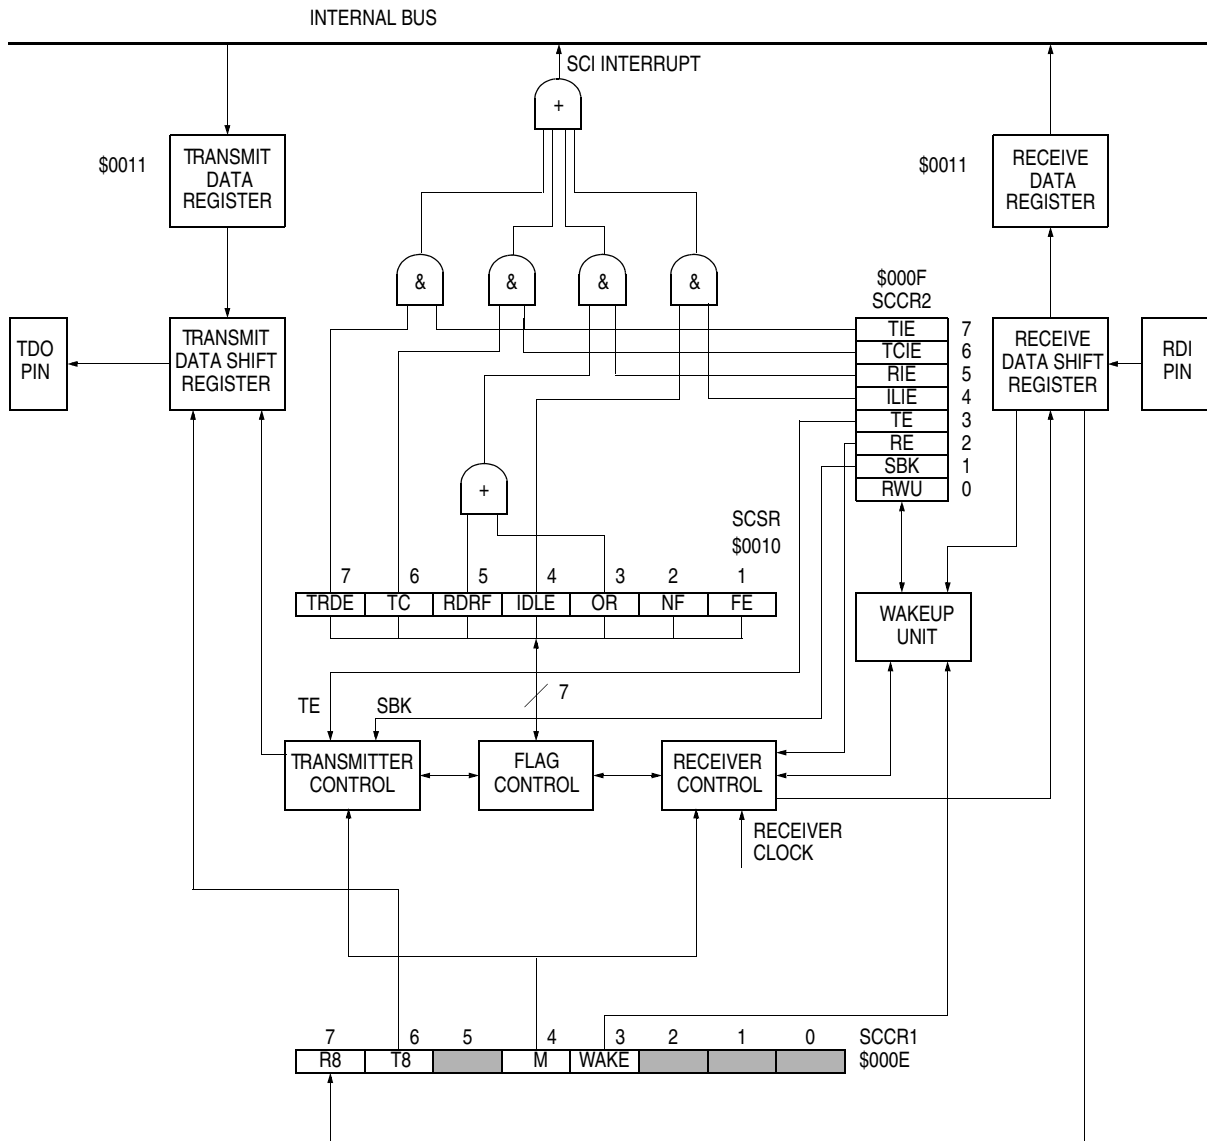 INTERNAL BUS
SCI INTERRUPT
+
$0011
TRANSMIT
DATA
REGISTER
$0011
RECEIVE
DATA
REGISTER
&
&
&
&
$000F
SCCR2
TDO
PIN
TRANSMIT
DATA SHIFT
REGISTER
TIE 7
TCIE 6
RIE 5
ILIE 4
TE 3
RE 2
SBK 1
RWU 0
RECEIVE
DATA SHIFT
REGISTER
RDI
PIN
+
SCSR
$0010
7 6 5 4 3 2 1
TRDE TC RDRF IDLE OR NF FE
WAKEUP
UNIT
TE SBK 7
TRANSMITTER
CONTROL
FLAG
CONTROL
RECEIVER
CONTROL
RECEIVER
CLOCK
7 6 5 4 3 2 1 0 SCCR1
R8 T8 M WAKE $000E